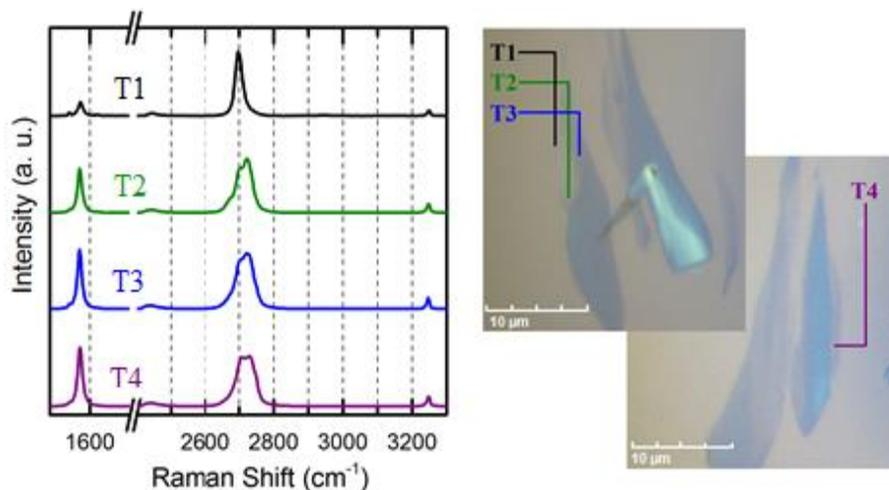 T1
T2
T3
T4
Intensity (a. u.)
1600 2600 2800 3000 3200
Raman Shift (cm⁻¹)
T1
T2
T3
10 µm
T4
10 µm